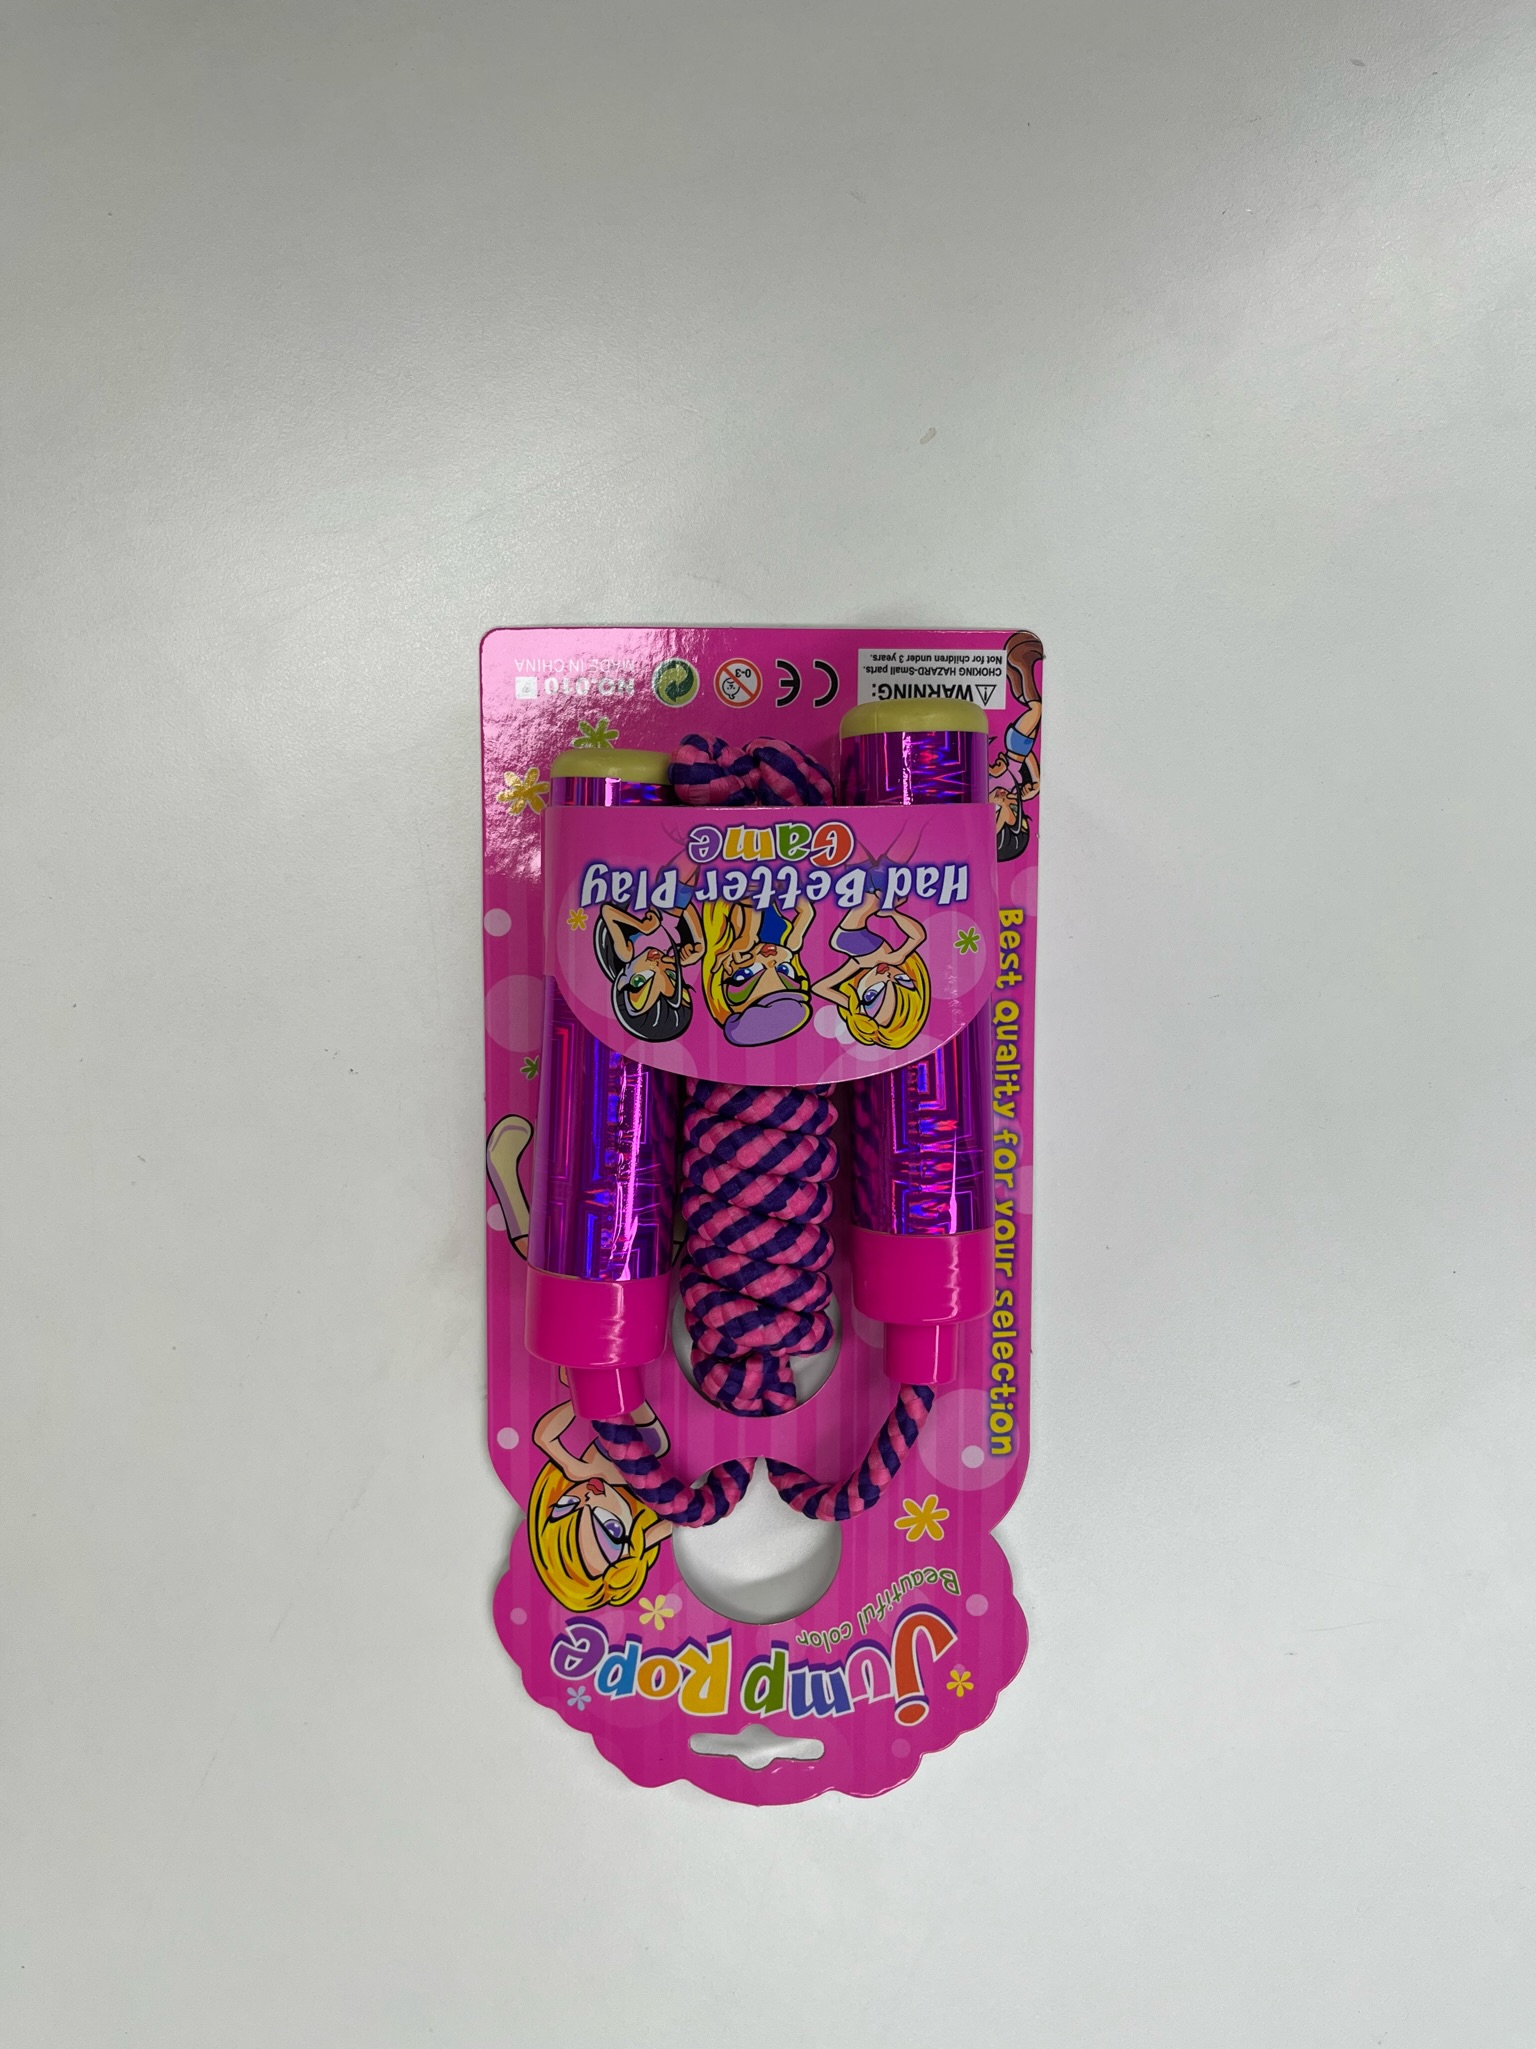 Jump Rope
Beautiful color
Best Quality for your selection
Had Better Play
Game
WARNING:
CHOKING HAZARD-Small parts.
Not for children under 3 years.
CE
0-3
NO.010
MADE IN CHINA